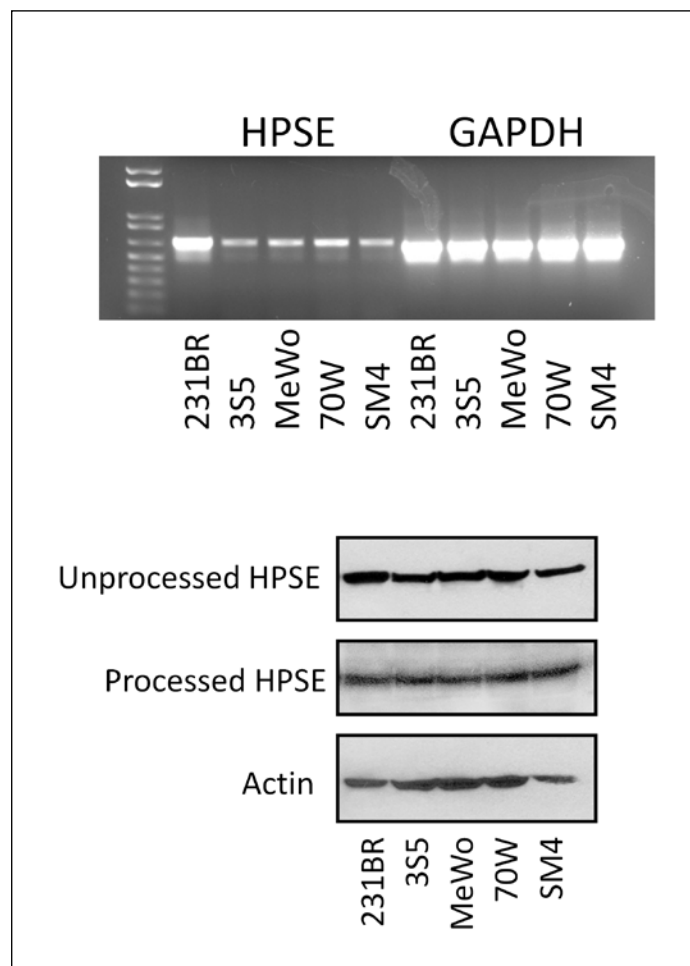 HPSE GAPDH
231BR 3S5 MeWo 70W SM4 231BR 3S5 MeWo 70W SM4
Unprocessed HPSE
Processed HPSE
Actin
231BR 3S5 MeWo 70W SM4